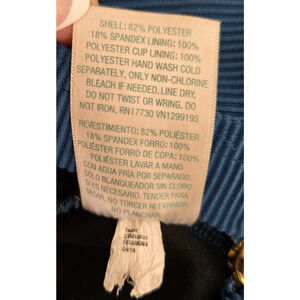 SHELL: 82% POLYESTER
18% SPANDEX LINING: 100%
POLYESTER CUP LINING: 100%
POLYESTER HAND WASH COLD
SEPARATELY, ONLY NON-CHLORINE
BLEACH IF NEEDED. LINE DRY.
DO NOT TWIST OR WRING. DO
NOT IRON. RN17730 VN1299195
REVESTIMIENTO: 82% POLIÉSTER
18% SPANDEX FORRO: 100%
POLIÉSTER FORRO DE COPA: 100%
POLIÉSTER LAVAR A MANO
CON AGUA FRÍA POR SEPARADO,
SOLO BLANQUEADOR SIN CLORO
SI ES NECESARIO. TENDER PARA
SECAR. NO TORCER O EXPRIMIR.
NO PLANCHAR.
04/19